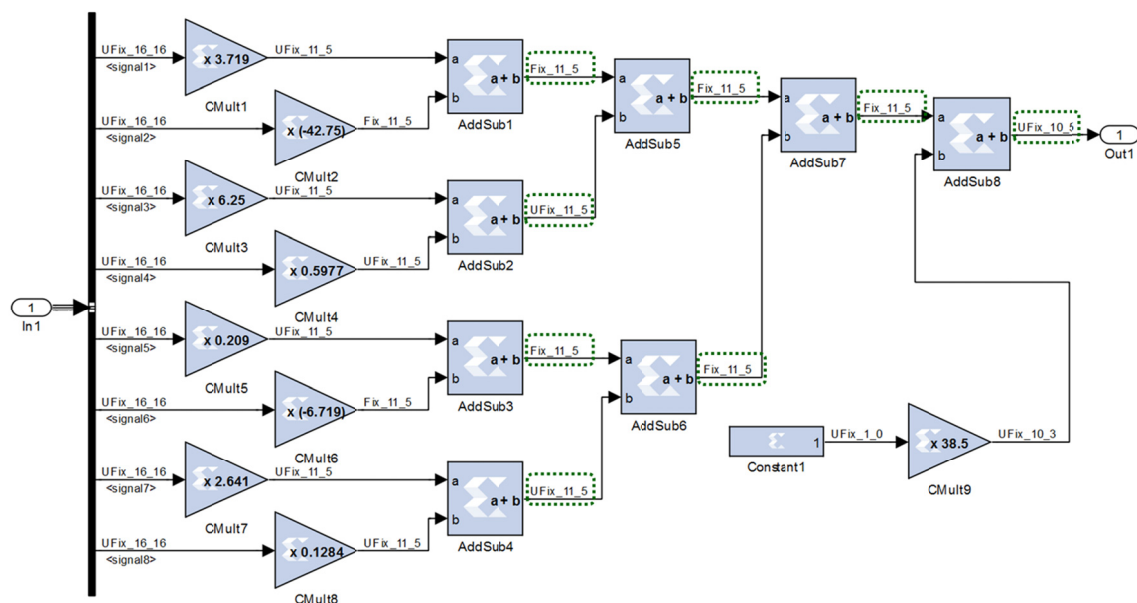 UFix_16_16
<signal1>
x 3.719
CMult1
UFix_11_5
UFix_16_16
<signal2>
x (-42.75)
CMult2
Fix_11_5
a
b
a + b
AddSub1
Fix_11_5
UFix_16_16
<signal3>
x 6.25
CMult3
UFix_11_5
UFix_16_16
<signal4>
x 0.5977
CMult4
UFix_11_5
a
b
a + b
AddSub2
UFix_11_5
a
b
a + b
AddSub5
Fix_11_5
1
In1
UFix_16_16
<signal5>
x 0.209
CMult5
UFix_11_5
UFix_16_16
<signal6>
x (-6.719)
CMult6
Fix_11_5
a
b
a + b
AddSub3
Fix_11_5
UFix_16_16
<signal7>
x 2.641
CMult7
UFix_11_5
UFix_16_16
<signal8>
x 0.1284
CMult8
UFix_11_5
a
b
a + b
AddSub4
UFix_11_5
a
b
a + b
AddSub6
Fix_11_5
a
b
a + b
AddSub7
Fix_11_5
1
Constant1
UFix_1_0
x 38.5
CMult9
UFix_10_3
a
b
a + b
AddSub8
UFix_10_5
1
Out1